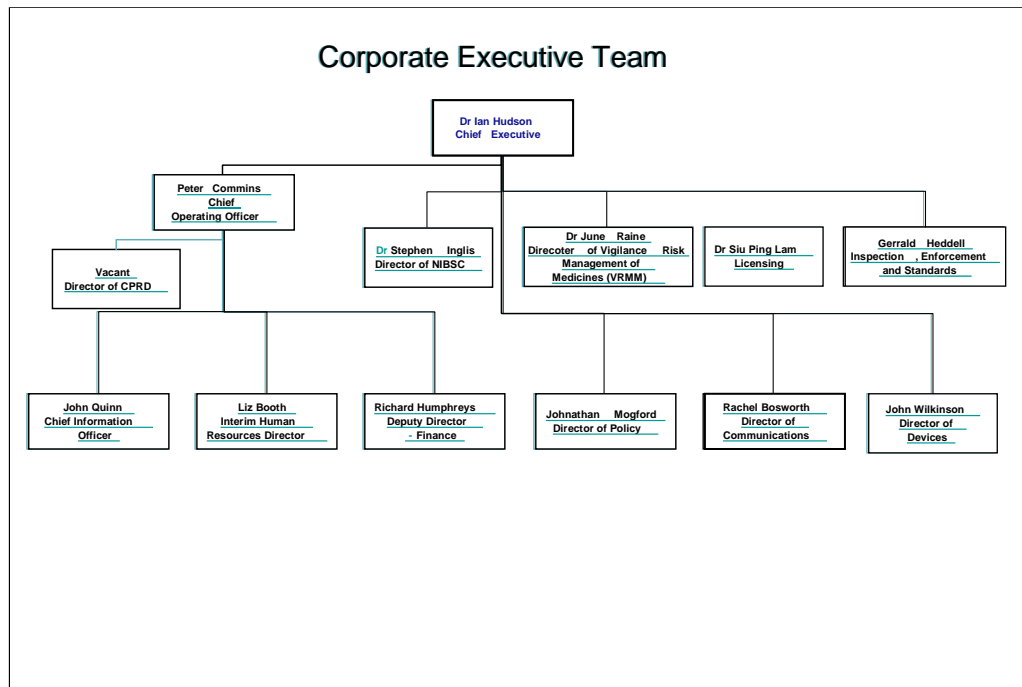 Corporate Executive Team
Dr Ian Hudson
Chief Executive
Peter Commins
Chief
Operating Officer
Vacant
Director of CPRD
Dr Stephen Inglis
Director of NIBSC
Dr June Raine
Direcoter of Vigilance Risk
Management of
Medicines (VRMM)
Dr Siu Ping Lam
Licensing
Gerrald Heddell
Inspection , Enforcement
and Standards
John Quinn
Chief Information
Officer
Liz Booth
Interim Human
Resources Director
Richard Humphreys
Deputy Director
- Finance
Johnathan Mogford
Director of Policy
Rachel Bosworth
Director of
Communications
John Wilkinson
Director of
Devices